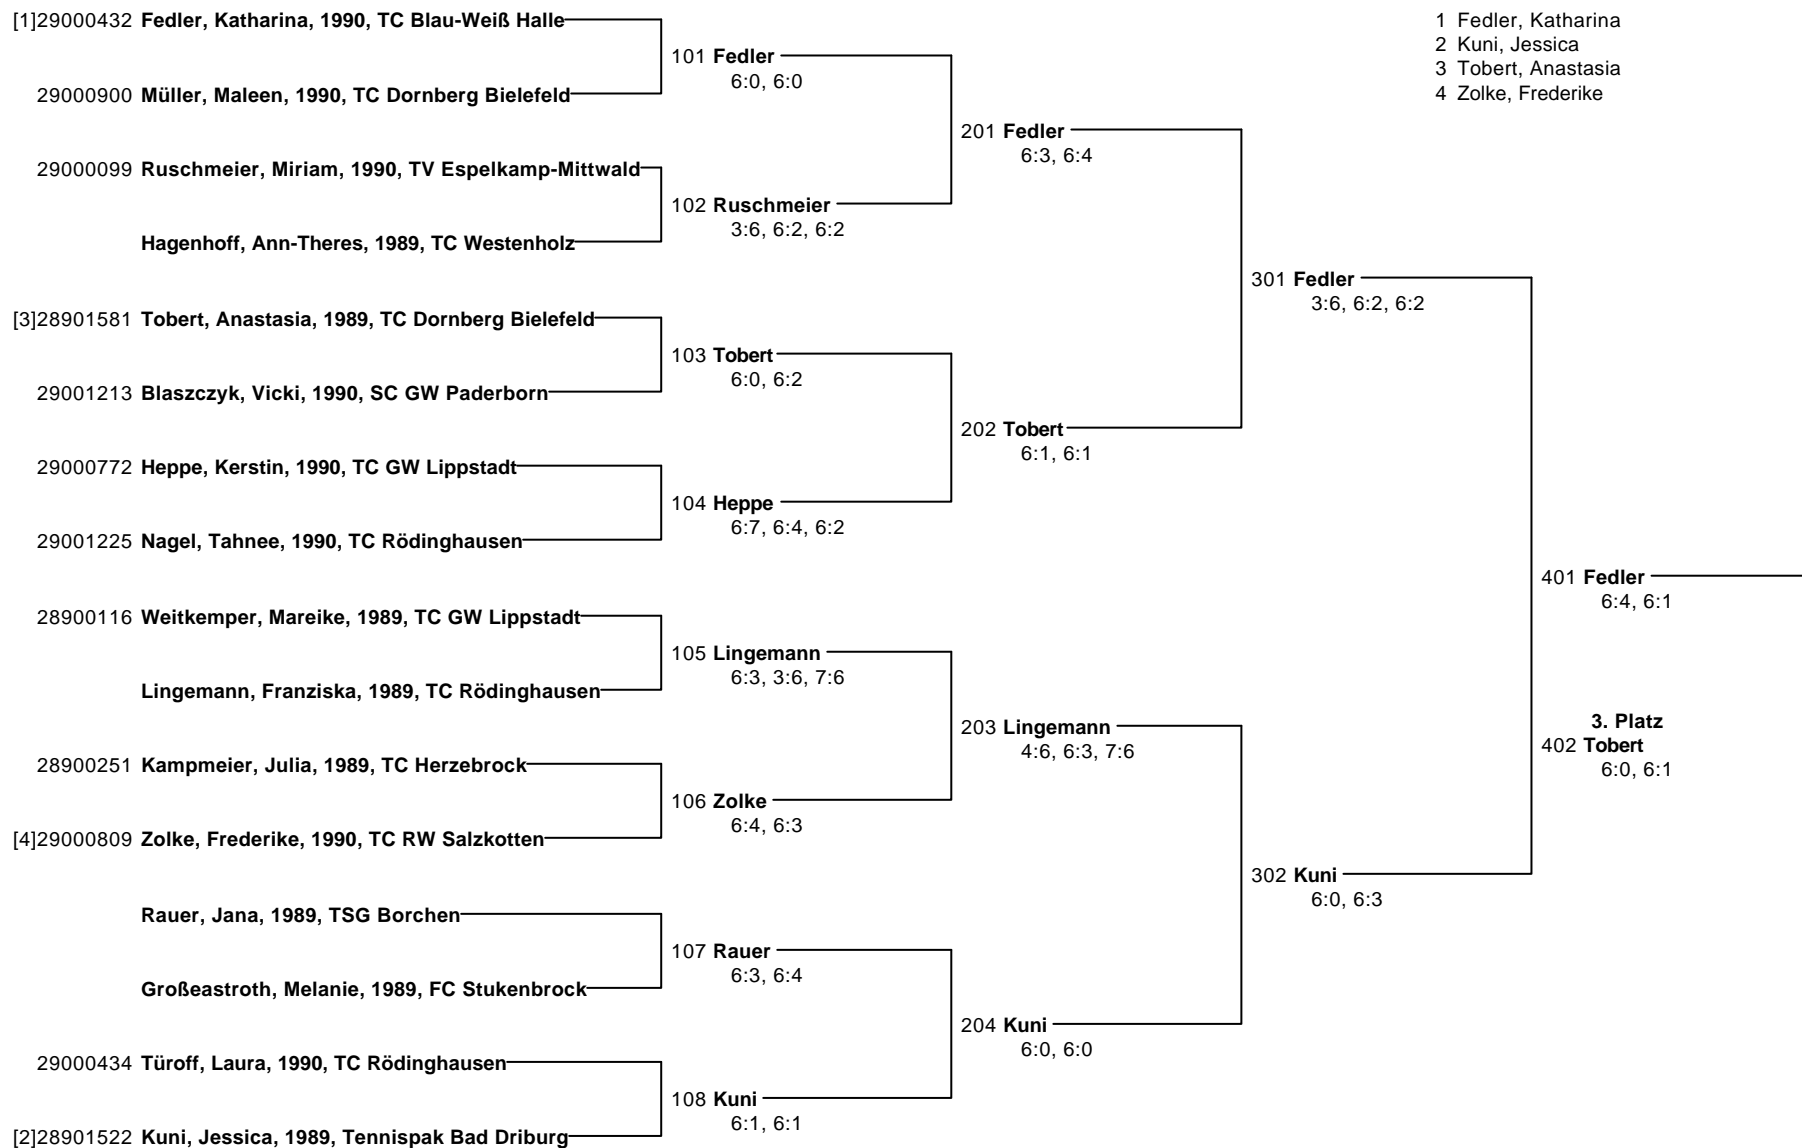 [1]29000432 Fedler, Katharina, 1990, TC Blau-Weiß Halle
29000900 Müller, Maleen, 1990, TC Dornberg Bielefeld
29000099 Ruschmeier, Miriam, 1990, TV Espelkamp-Mittwald
Hagenhoff, Ann-Theres, 1989, TC Westenholz
[3]28901581 Tobert, Anastasia, 1989, TC Dornberg Bielefeld
29001213 Blaszczyk, Vicki, 1990, SC GW Paderborn
29000772 Heppe, Kerstin, 1990, TC GW Lippstadt
29001225 Nagel, Tahnee, 1990, TC Rödinghausen
28900116 Weitkemper, Mareike, 1989, TC GW Lippstadt
Lingemann, Franziska, 1989, TC Rödinghausen
28900251 Kampmeier, Julia, 1989, TC Herzebrock
[4]29000809 Zolke, Frederike, 1990, TC RW Salzkotten
Rauer, Jana, 1989, TSG Borchen
Großeastroth, Melanie, 1989, FC Stukenbrock
29000434 Türoff, Laura, 1990, TC Rödinghausen
[2]28901522 Kuni, Jessica, 1989, Tennispak Bad Driburg
101 Fedler
6:0, 6:0
102 Ruschmeier
3:6, 6:2, 6:2
103 Tobert
6:0, 6:2
104 Heppe
6:7, 6:4, 6:2
105 Lingemann
6:3, 3:6, 7:6
106 Zolke
6:4, 6:3
107 Rauer
6:3, 6:4
108 Kuni
6:1, 6:1
201 Fedler
6:3, 6:4
202 Tobert
6:1, 6:1
203 Lingemann
4:6, 6:3, 7:6
204 Kuni
6:0, 6:0
301 Fedler
3:6, 6:2, 6:2
302 Kuni
6:0, 6:3
401 Fedler
6:4, 6:1
3. Platz
402 Tobert
6:0, 6:1
1 Fedler, Katharina
2 Kuni, Jessica
3 Tobert, Anastasia
4 Zolke, Frederike